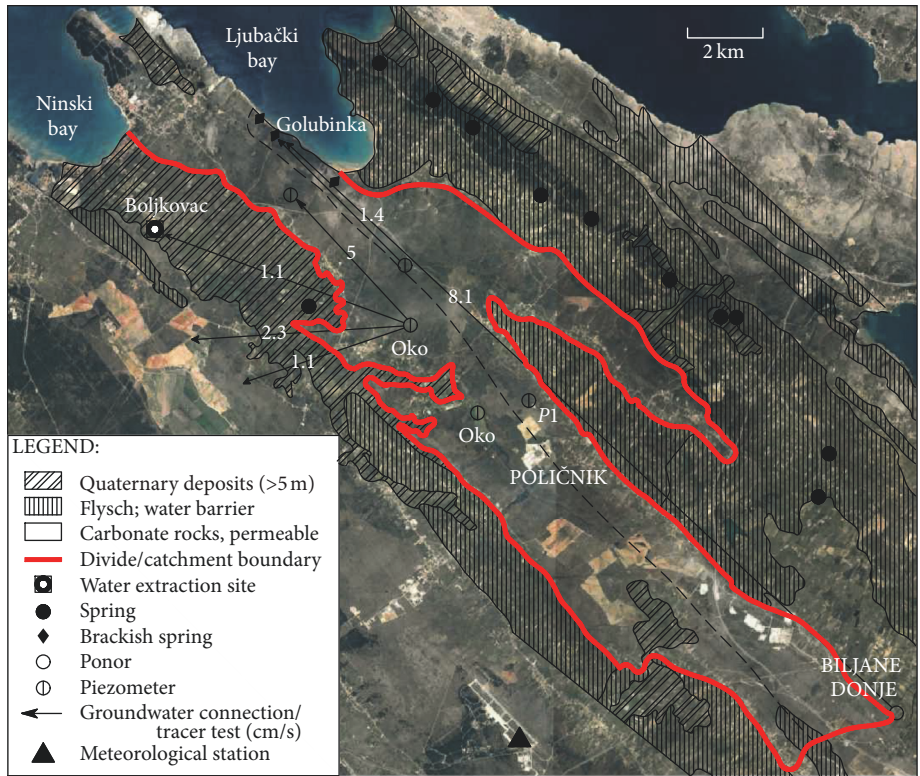 Ljubački
bay
2 km
Ninski
bay
Golubinka
Boljkovac
1.4
5
1.1
8.1
2.3
Oko
1.1
P1
Oko
POLIČNIK
LEGEND:
Quaternary deposits (>5 m)
Flysch; water barrier
Carbonate rocks, permeable
Divide/catchment boundary
Water extraction site
Spring
Brackish spring
Ponor
Piezometer
Groundwater connection/
tracer test (cm/s)
Meteorological station
BILJANE
DONJE